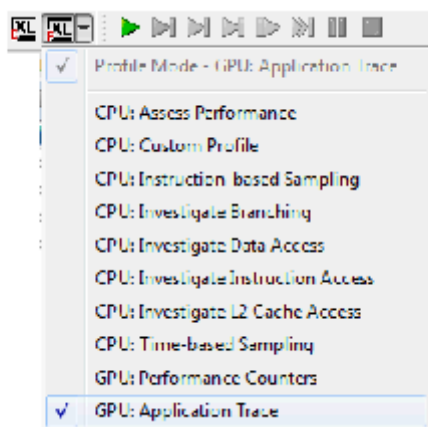 XL XL
Profile Mode - GPU: Application Trace
CPU: Assess Performance
CPU: Custom Profile
CPU: Instruction-based Sampling
CPU: Investigate Branching
CPU: Investigate Data Access
CPU: Investigate Instruction Access
CPU: Investigate L2 Cache Access
CPU: Time-based Sampling
GPU: Performance Counters
GPU: Application Trace